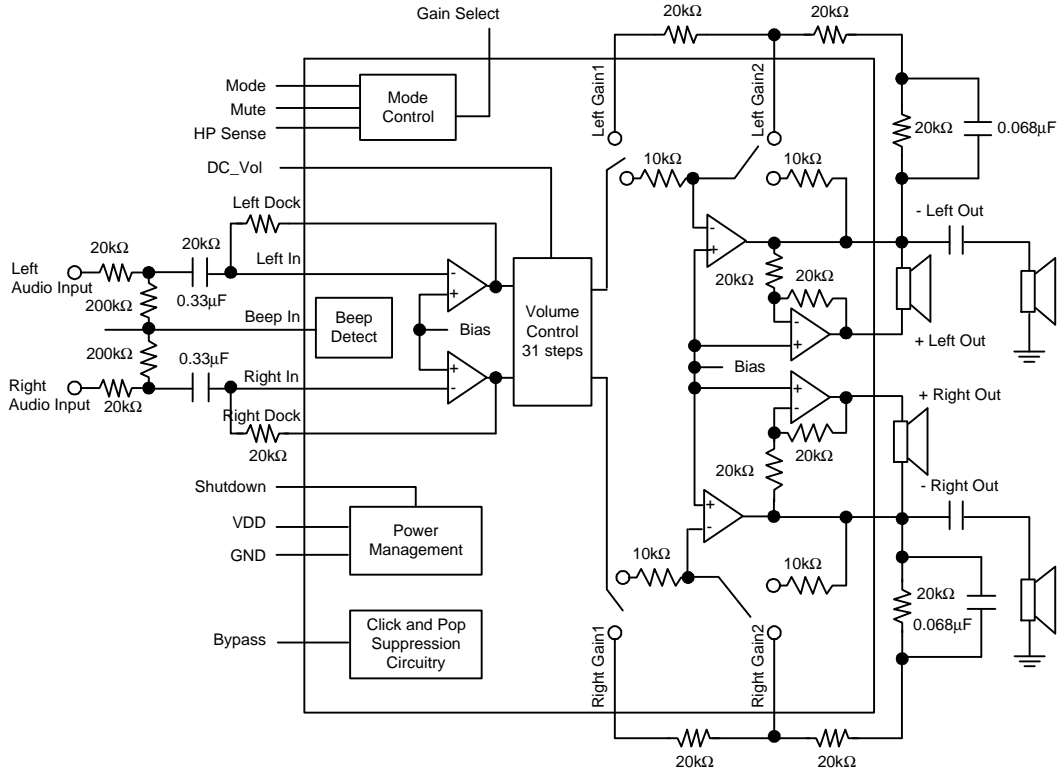 Gain Select
20kΩ
20kΩ
Mode
Mute
HP Sense
Mode
Control
Left Gain1
Left Gain2
20kΩ
0.068µF
DC_Vol
10kΩ
10kΩ
Left Dock
- Left Out
20kΩ
20kΩ
Left In
Left
Audio Input
0.33µF
200kΩ
-
+
-
+
20kΩ
20kΩ
Beep In
Beep
Detect
Bias
Volume
Control
31 steps
-
+
+ Left Out
200kΩ
0.33µF
Bias
Right
Audio Input
20kΩ
Right In
+
-
+
-
+ Right Out
Right Dock
20kΩ
20kΩ
20kΩ
Shutdown
- Right Out
VDD
GND
Power
Management
+
-
10kΩ
10kΩ
20kΩ
0.068µF
Bypass
Click and Pop
Suppression
Circuitry
Right Gain1
Right Gain2
20kΩ
20kΩ